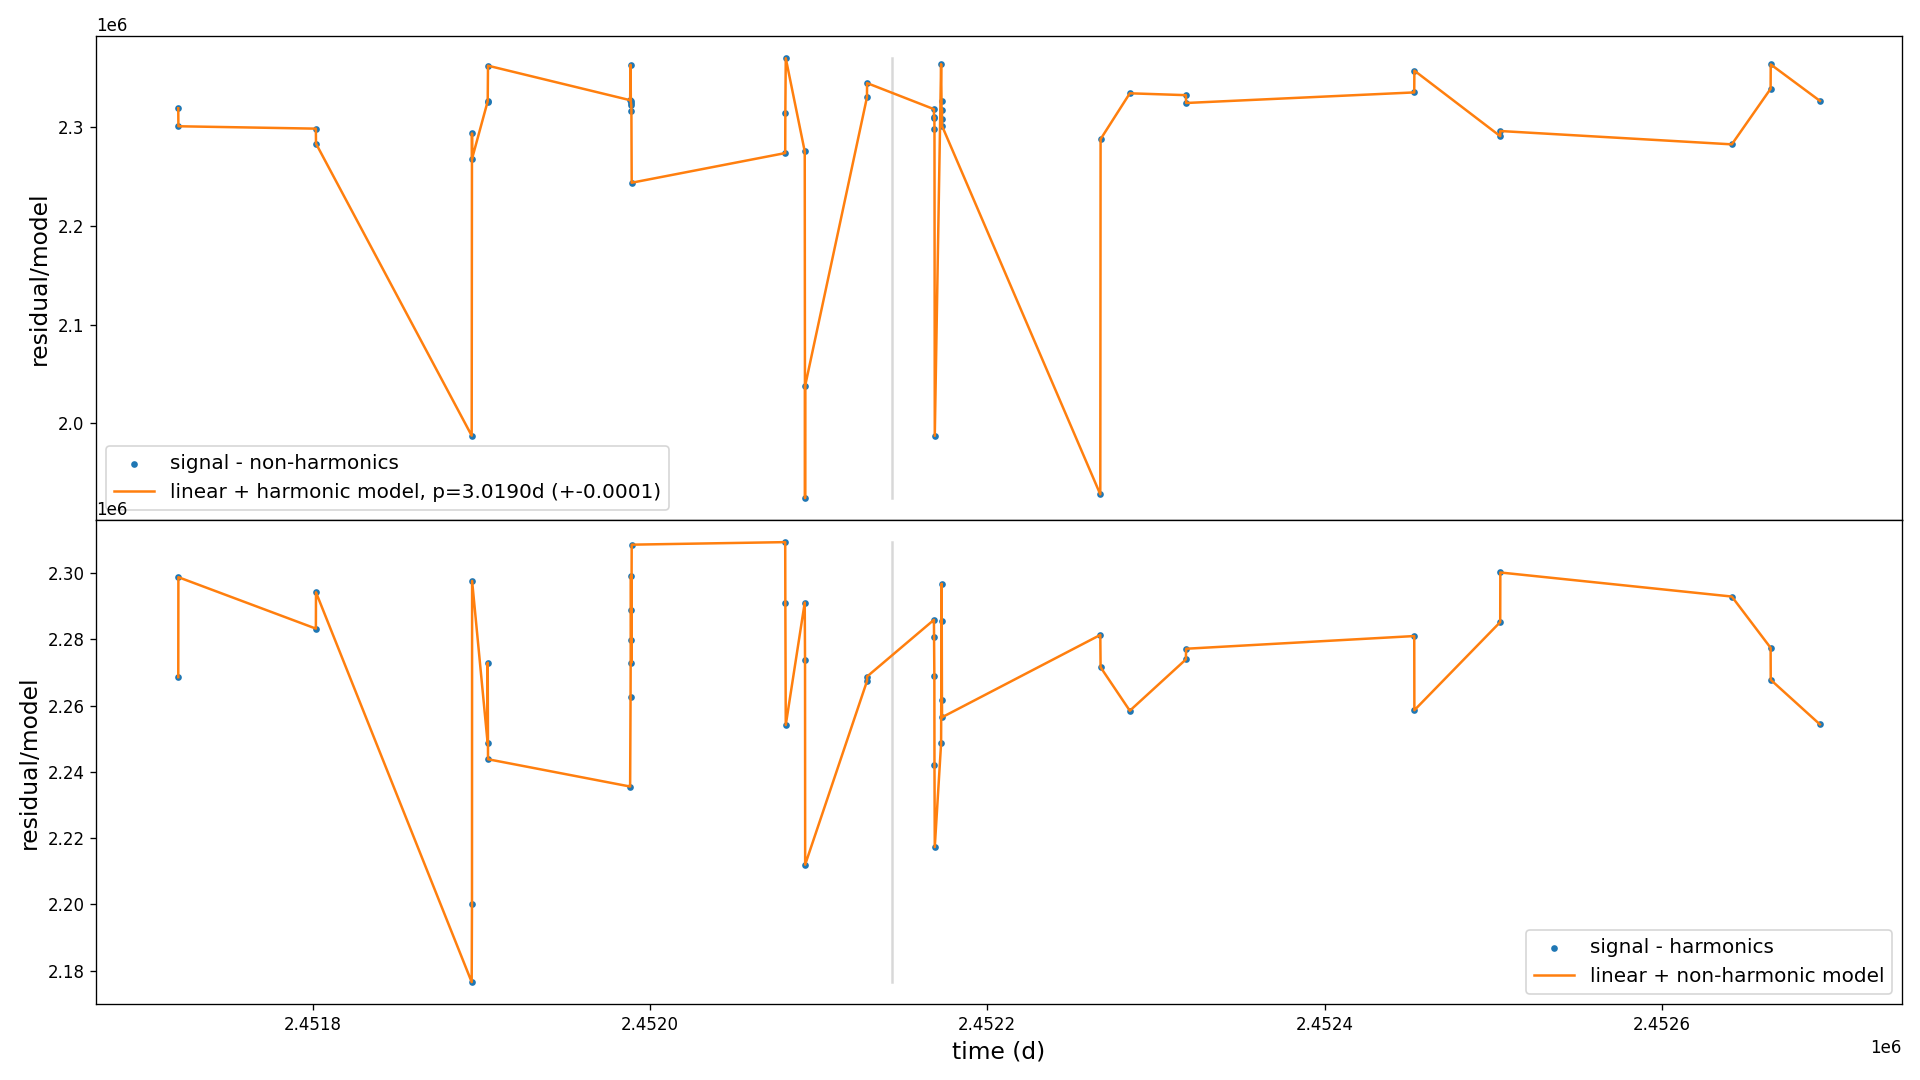 1e6
residual/model
2.3
2.2
2.1
2.0
signal - non-harmonics
linear + harmonic model, p=3.0190d (+-0.0001)
1e6
residual/model
2.30
2.28
2.26
2.24
2.22
2.20
2.18
signal - harmonics
linear + non-harmonic model
2.4518
2.4520
2.4522
2.4524
2.4526
time (d)
1e6